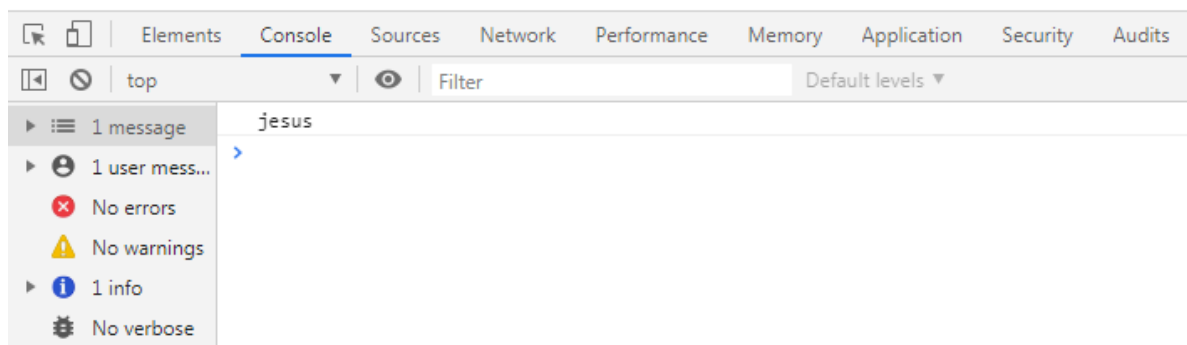 Elements Console Sources Network Performance Memory Application Security Audits
top Filter Default levels
1 message
jesus
1 user mess...
No errors
No warnings
1 info
No verbose